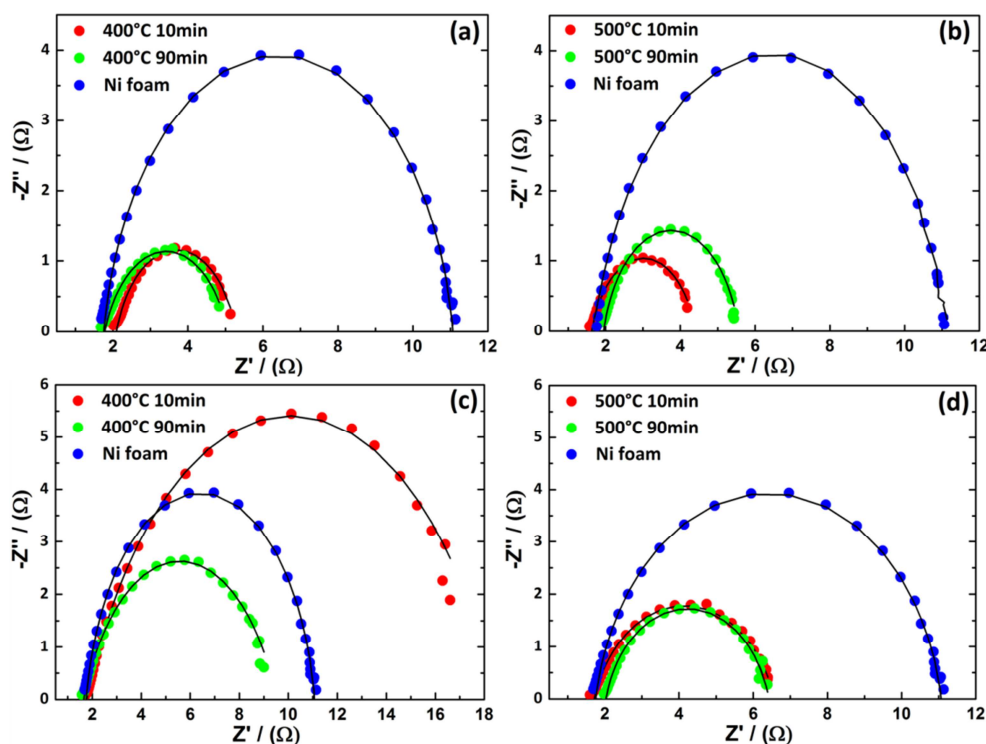 (a)
400°C 10min
400°C 90min
Ni foam
-Z'' / (Ω)
4
3
2
1
0
2 4 6 8 10 12
Z' / (Ω)
(b)
500°C 10min
500°C 90min
Ni foam
-Z'' / (Ω)
4
3
2
1
0
0 2 4 6 8 10 12
Z' / (Ω)
(c)
400°C 10min
400°C 90min
Ni foam
-Z'' / (Ω)
6
5
4
3
2
1
0
2 4 6 8 10 12 14 16 18
Z' / (Ω)
(d)
500°C 10min
500°C 90min
Ni foam
-Z'' / (Ω)
6
5
4
3
2
1
0
0 2 4 6 8 10 12
Z' / (Ω)